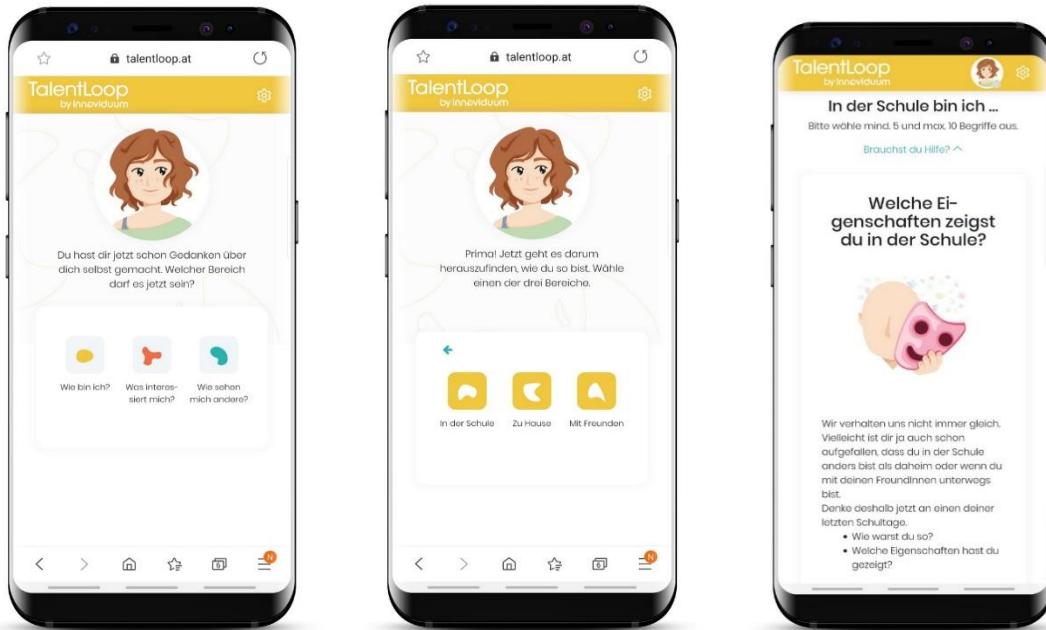 talentloop.at
TalentLoop
by Innoviduum
Du hast dir jetzt schon Gedanken über
dich selbst gemacht. Welcher Bereich
darf es jetzt sein?
Wie bin ich?
Was interes-
siert mich?
Wie sehen
mich andere?
6
N
talentloop.at
TalentLoop
by Innoviduum
Prima! Jetzt geht es darum
herauszufinden, wie du so bist. Wähle
einen der drei Bereiche.
In der Schule
Zu Hause
Mit Freunden
6
N
TalentLoop
by Innoviduum
In der Schule bin ich ...
Bitte wähle mind. 5 und max. 10 Begriffe aus.
Brauchst du Hilfe?
Welche Ei-
genschaften zeigst
du in der Schule?
Wir verhalten uns nicht immer gleich.
Vielleicht ist dir ja auch schon
aufgefallen, dass du in der Schule
anders bist als daheim oder wenn du
mit deinen FreundInnen unterwegs
bist.
Denke deshalb jetzt an einen deiner
letzten Schultage.
• Wie warst du so?
• Welche Eigenschaften hast du
gezeigt?